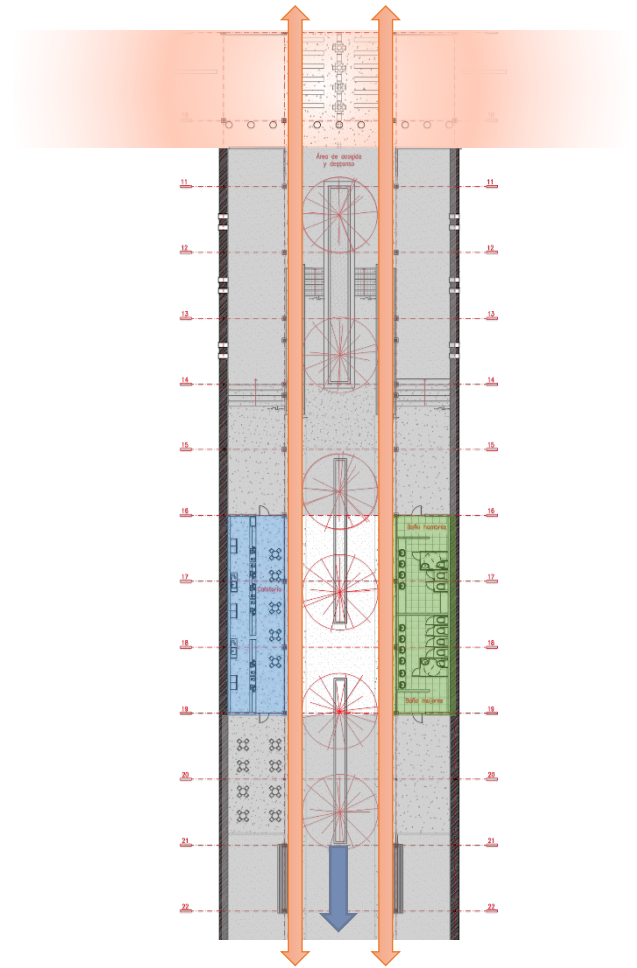 Área de acogida
y descanso
11 11
12 12
13 13
14 14
15 15
16 16
Baño hombres
17 17
Cafetería
18 18
Baño mujeres
19 19
20 20
21 21
22 22